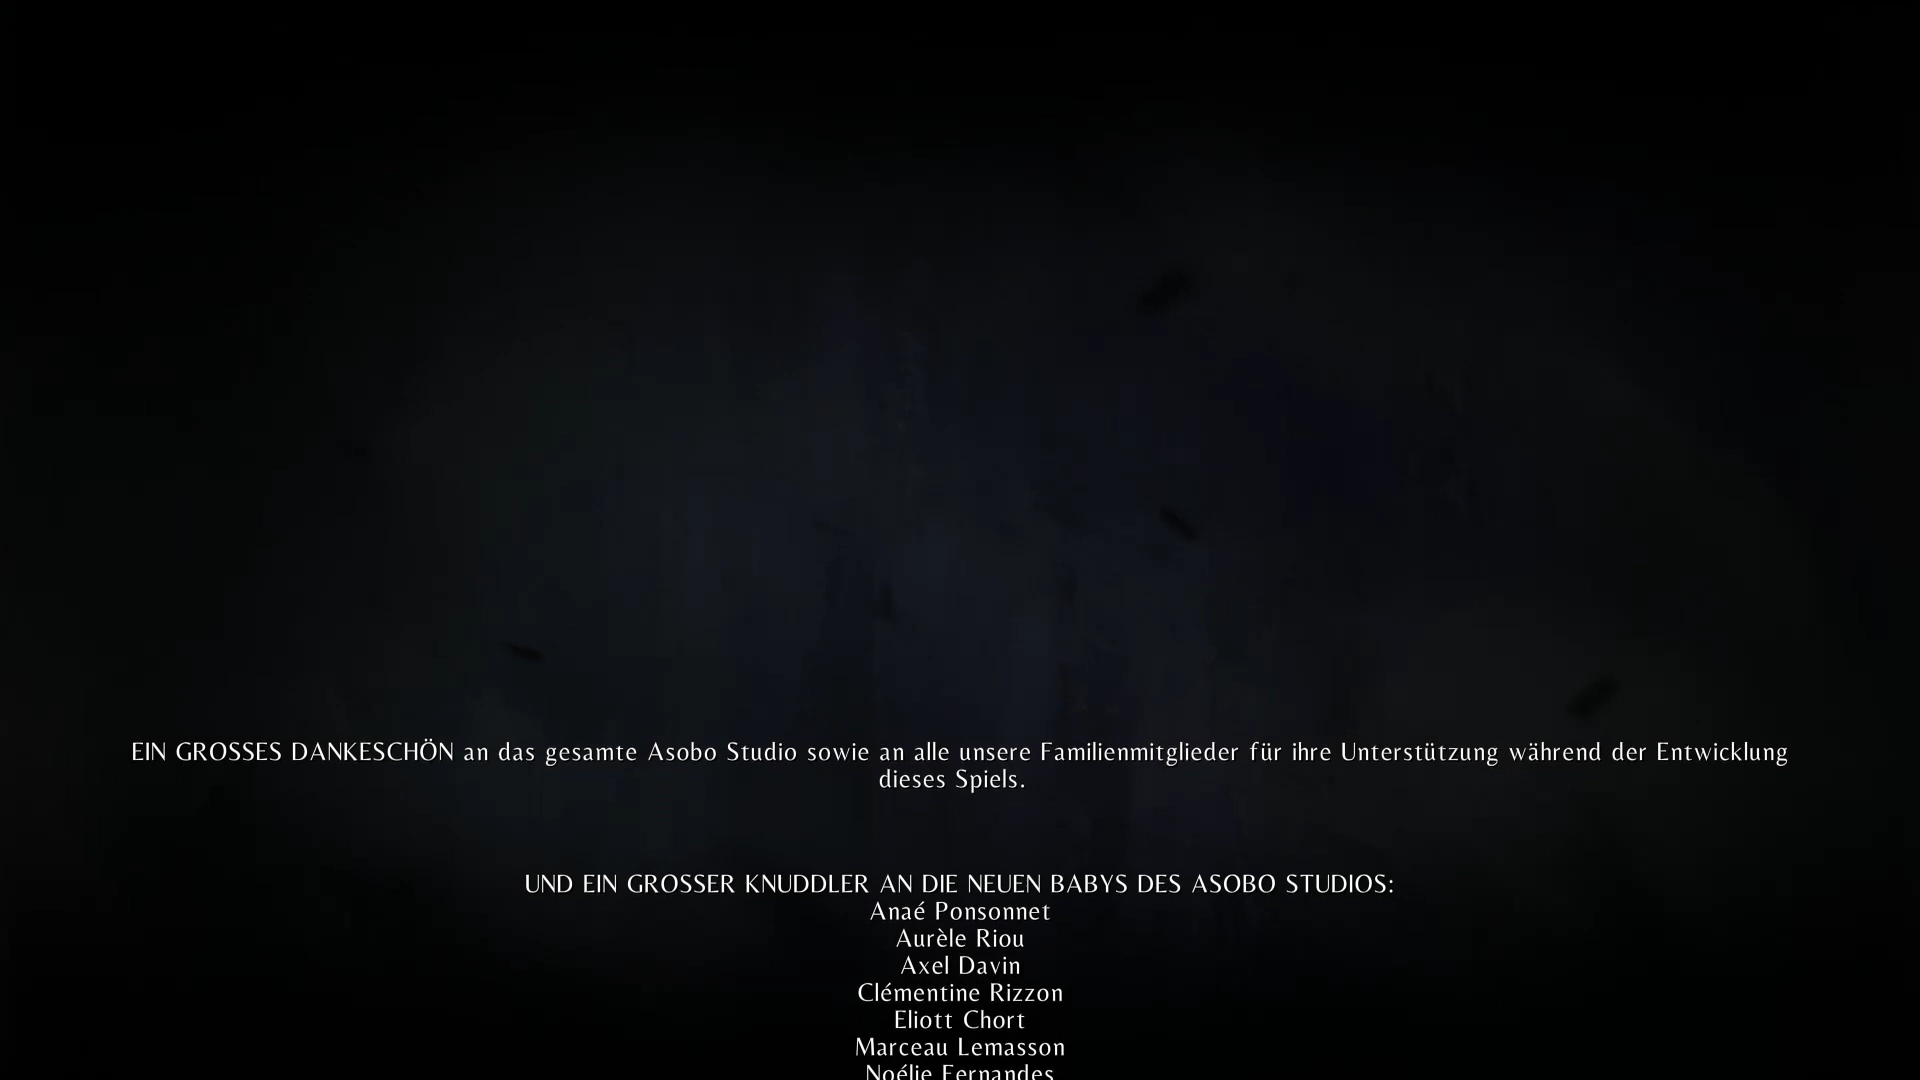 EIN GROSSES DANKESCHÖN an das gesamte Asobo Studio sowie an alle unsere Familienmitglieder für ihre Unterstützung während der Entwicklung
dieses Spiels.
UND EIN GROSSER KNUDDLER AN DIE NEUEN BABYS DES ASOBO STUDIOS:
Anaé Ponsonnet
Aurèle Riou
Axel Davin
Clémentine Rizzon
Eliott Chort
Marceau Lemasson
Noélie Fernandes